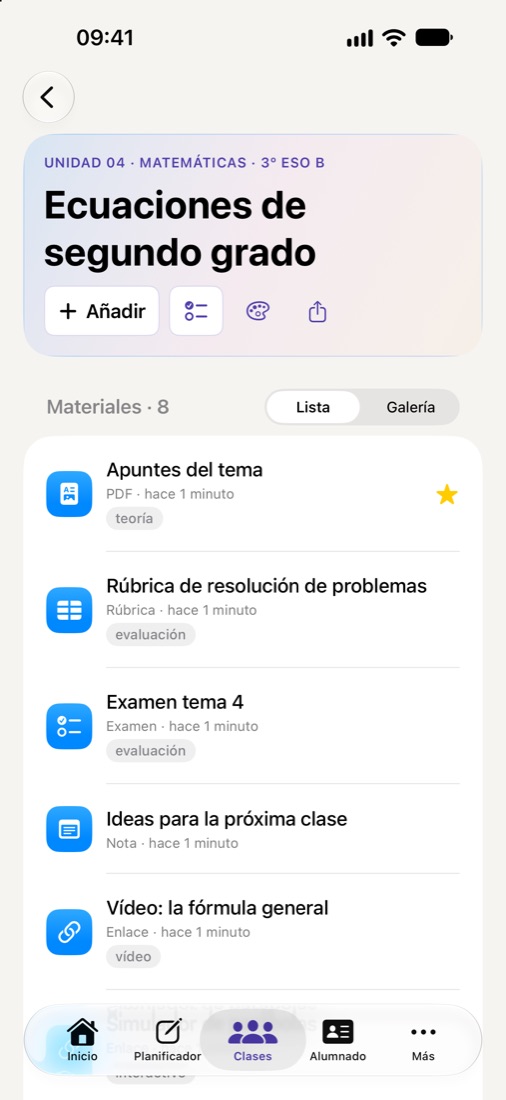 09:41
UNIDAD 04 · MATEMÁTICAS · 3º ESO B
Ecuaciones de
segundo grado
+ Añadir
Materiales · 8
Lista
Galería
Apuntes del tema
PDF · hace 1 minuto
teoría
Rúbrica de resolución de problemas
Rúbrica · hace 1 minuto
evaluación
Examen tema 4
Examen · hace 1 minuto
evaluación
Ideas para la próxima clase
Nota · hace 1 minuto
Vídeo: la fórmula general
Enlace · hace 1 minuto
vídeo
Inicio
Planificador
Clases
Alumnado
Más